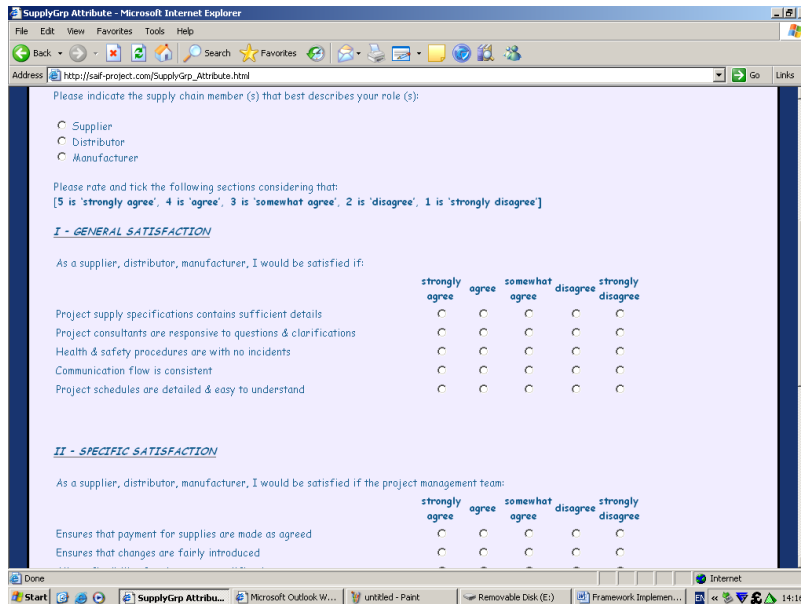 SupplyGrp Attribute - Microsoft Internet Explorer
File Edit View Favorites Tools Help
Back Search Favorites
Address http://saif-project.com/SupplyGrp_Attribute.html Go Links
Please indicate the supply chain member (s) that best describes your role (s):
Supplier
Distributor
Manufacturer
Please rate and tick the following sections considering that:
[5 is 'strongly agree', 4 is 'agree', 3 is 'somewhat agree', 2 is 'disagree', 1 is 'strongly disagree']
I - GENERAL SATISFACTION
As a supplier, distributor, manufacturer, I would be satisfied if:
strongly agree agree somewhat agree disagree strongly disagree
Project supply specifications contains sufficient details
Project consultants are responsive to questions & clarifications
Health & safety procedures are with no incidents
Communication flow is consistent
Project schedules are detailed & easy to understand
II - SPECIFIC SATISFACTION
As a supplier, distributor, manufacturer, I would be satisfied if the project management team:
strongly agree agree somewhat agree disagree strongly disagree
Ensures that payment for supplies are made as agreed
Ensures that changes are fairly introduced
Done Internet
Start SupplyGrp Attribu... Microsoft Outlook W... untitled - Paint Removable Disk (E:) Framework Implemen... EN 14:16